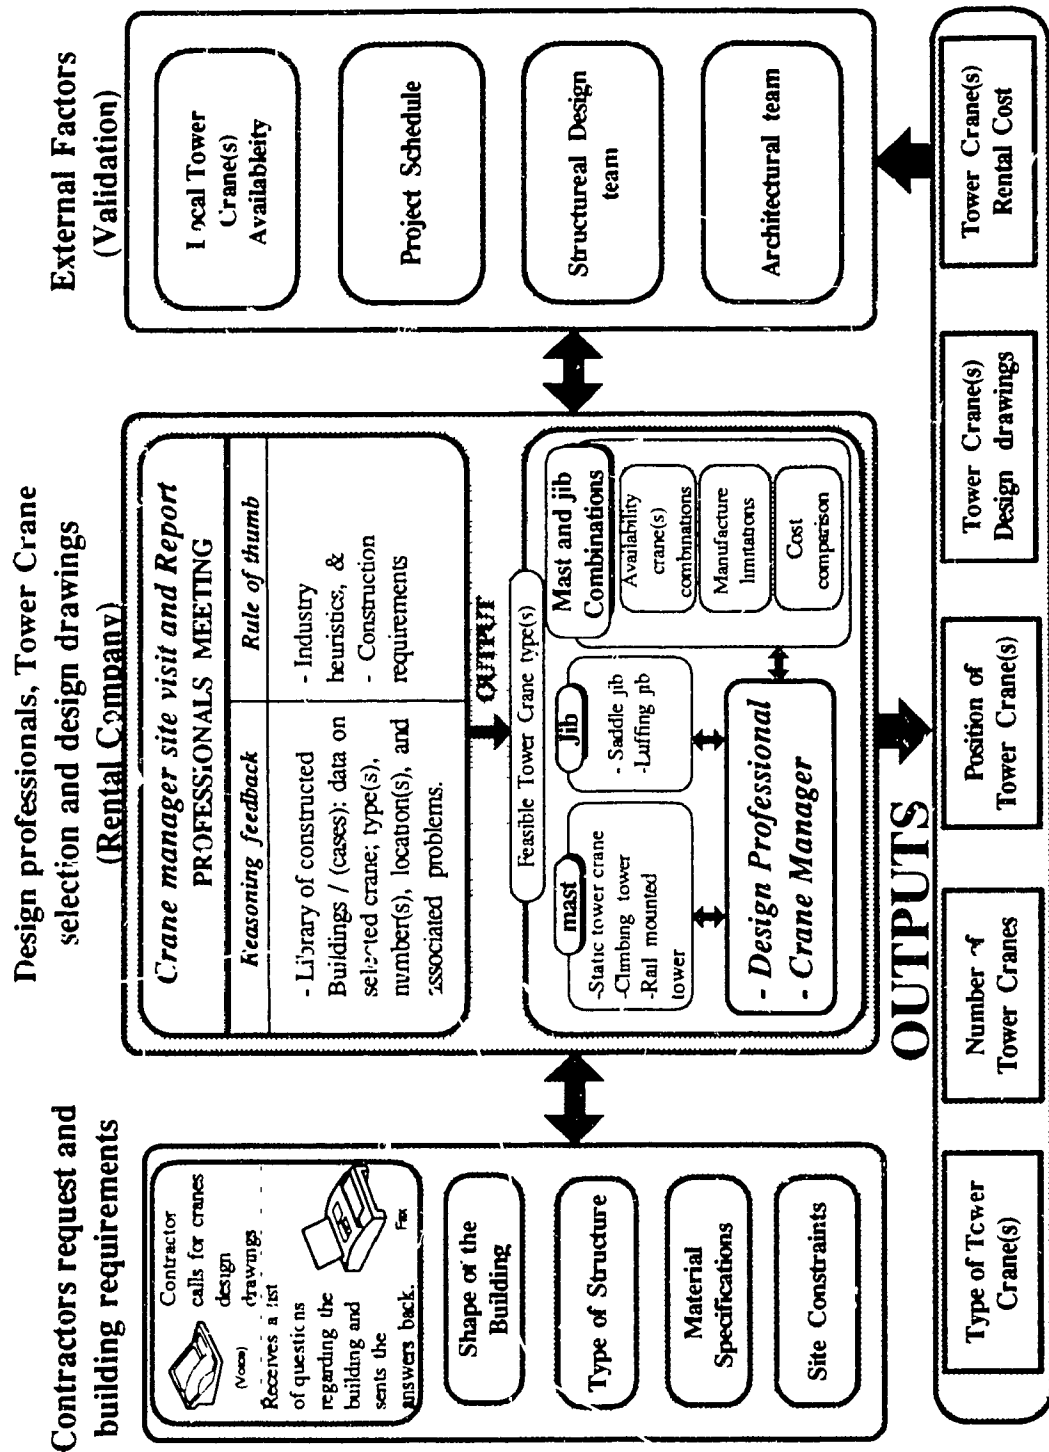 Contractors request and
building requirements
Contractor
calls for cranes
design
drawings
(Voice)
Receives a list
of questions
regarding the
building and
sents the
answers back.
Fax
Shape of the
Building
Type of Structure
Material
Specifications
Site Constraints
Design professionals, Tower Crane
selection and design drawings
(Rental Company)
Crane manager site visit and Report
PROFESSIONALS MEETING
Reasoning feedback
Rule of thumb
- Library of constructed
Buildings / (cases): data on
selected crane; type(s),
number(s), location(s), and
associated problems.
- Industry
heuristics, &
- Construction
requirements
OUTPUT
Feasible Tower Crane type(s)
mast
-Static tower crane
-Climbing tower
-Rail mounted
tower
Jib
- Saddle jib
-Luffing jib
Mast and jib
Combinations
Availability
crane(s)
combinations
Manufacture
limitations
Cost
comparison
- Design Professional
- Crane Manager
External Factors
(Validation)
Local Tower
Crane(s)
Availableity
Project Schedule
Structureal Design
team
Architectural team
OUTPUTS
Type of Tower
Crane(s)
Number of
Tower Cranes
Position of
Tower Crane(s)
Tower Crane(s)
Design drawings
Tower Crane(s)
Rental Cost